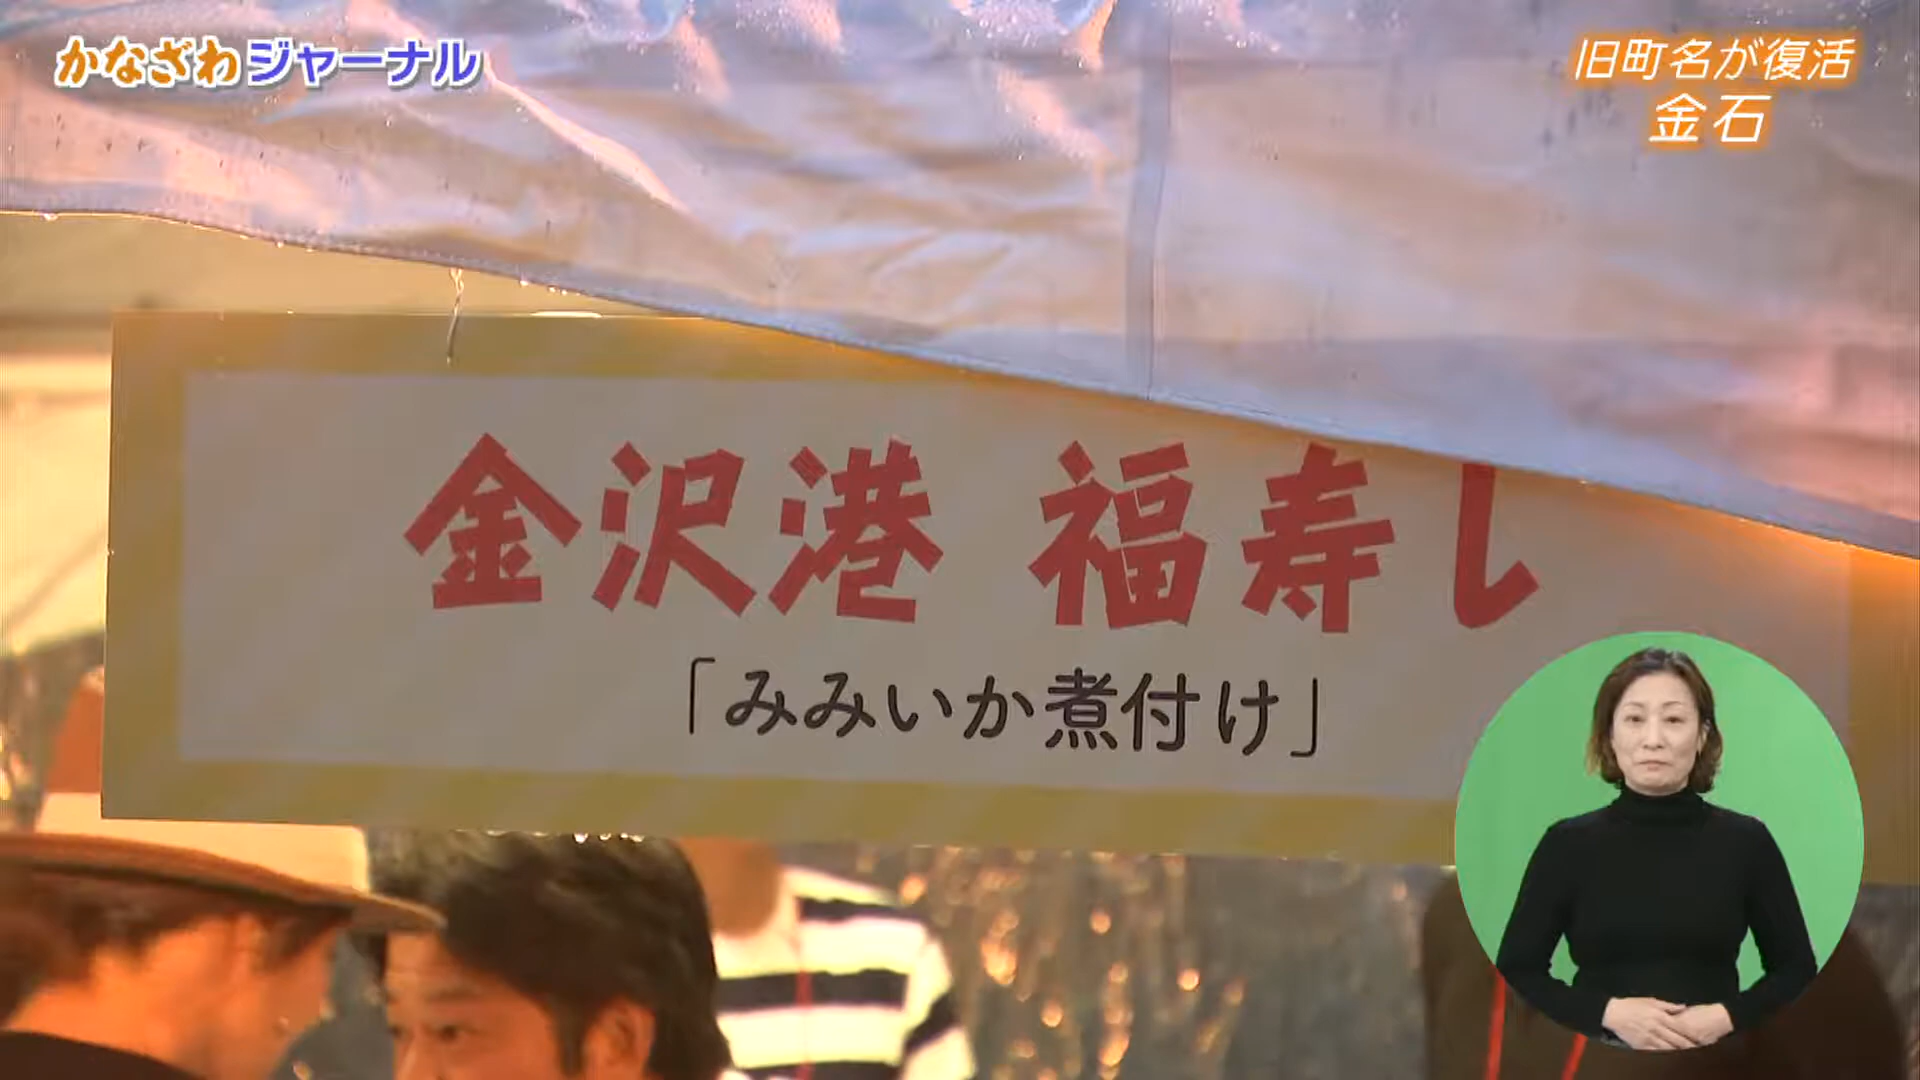 かなざわジャーナル
旧町名が復活
金石
金沢港 福寿し
「みみいか煮付け」